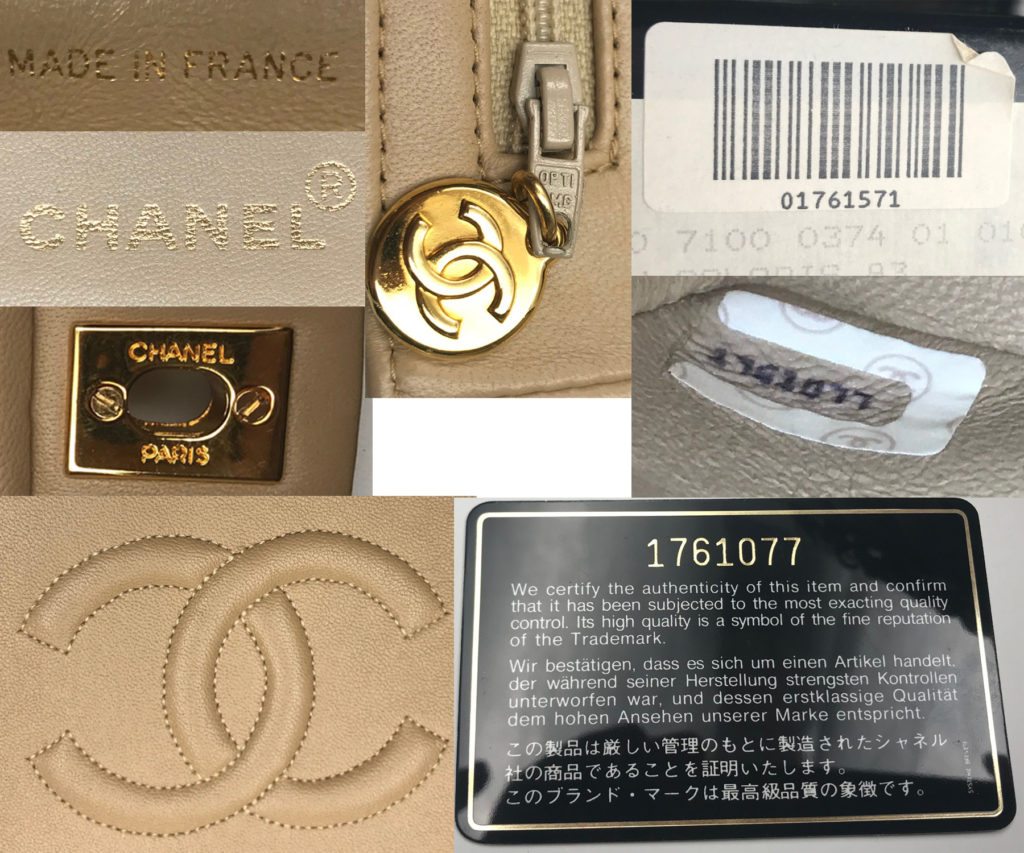 MADE IN FRANCE
CHANEL®
CHANEL
PARIS
OPTI
01761571
7100 0374 01
1761077
We certify the authenticity of this item and confirm
that it has been subjected to the most exacting quality
control. Its high quality is a symbol of the fine reputation
of the Trademark.
Wir bestätigen, dass es sich um einen Artikel handelt,
der während seiner Herstellung strengsten Kontrollen
unterworfen war, und dessen erstklassige Qualität
dem hohen Ansehen unserer Marke entspricht.
この製品は厳しい管理のもとに製造されたシャネル
社の商品であることを証明いたします。
このブランド・マークは最高級品質の象徴です。